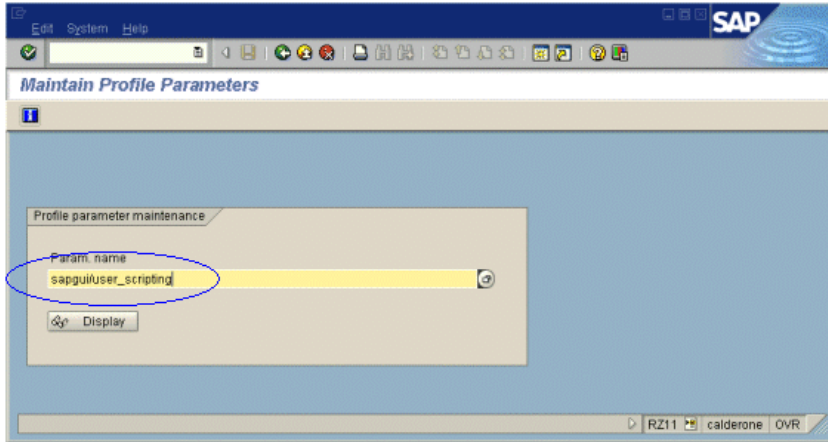 Edit System Help
SAP
Maintain Profile Parameters
Profile parameter maintenance
Param. name
sapgui/user_scripting
Display
RZ11 calderone OVR